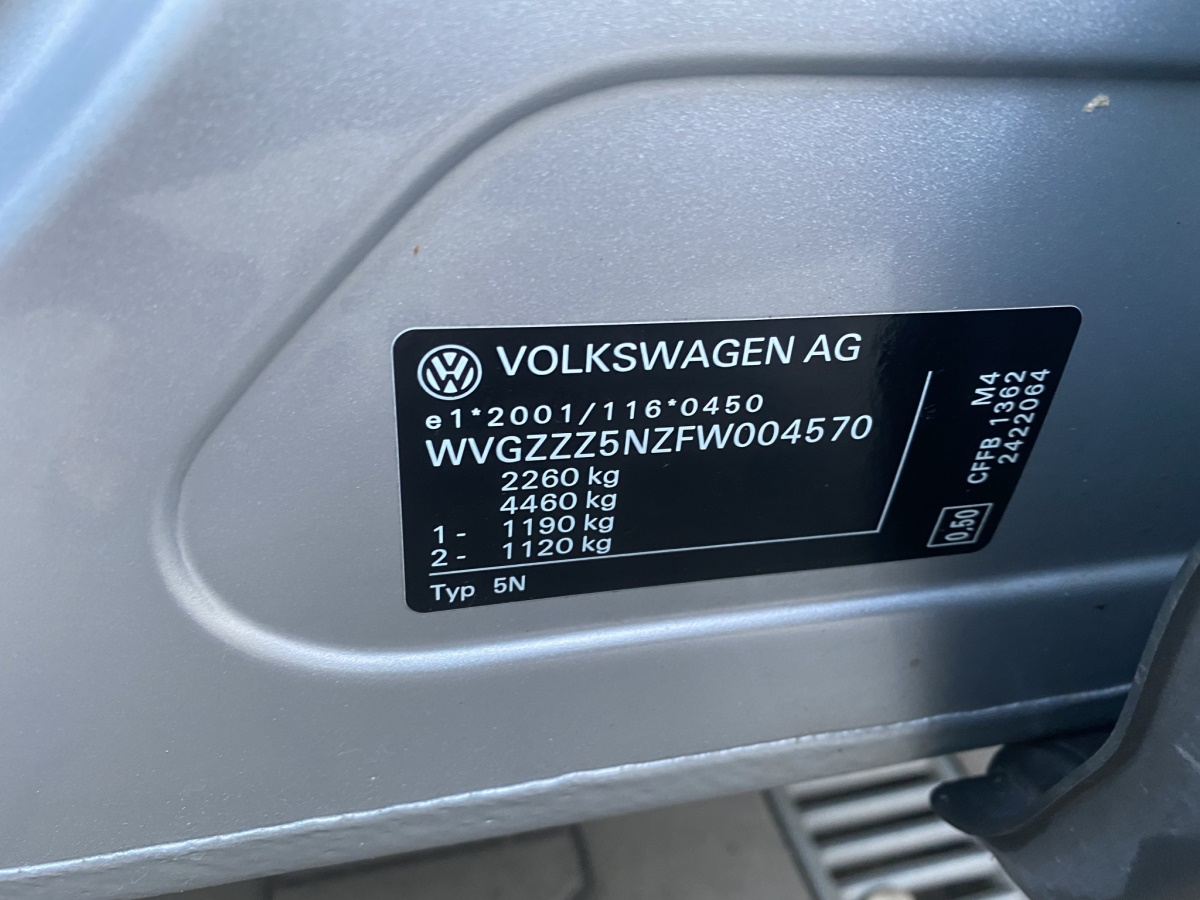 VOLKSWAGEN AG
e1*2001/116*0450
WVGZZZ5NZFW004570
2260 kg
4460 kg
1 - 1190 kg
2 - 1120 kg
Typ 5N
M4
CFFB 1362
2422064
0,50